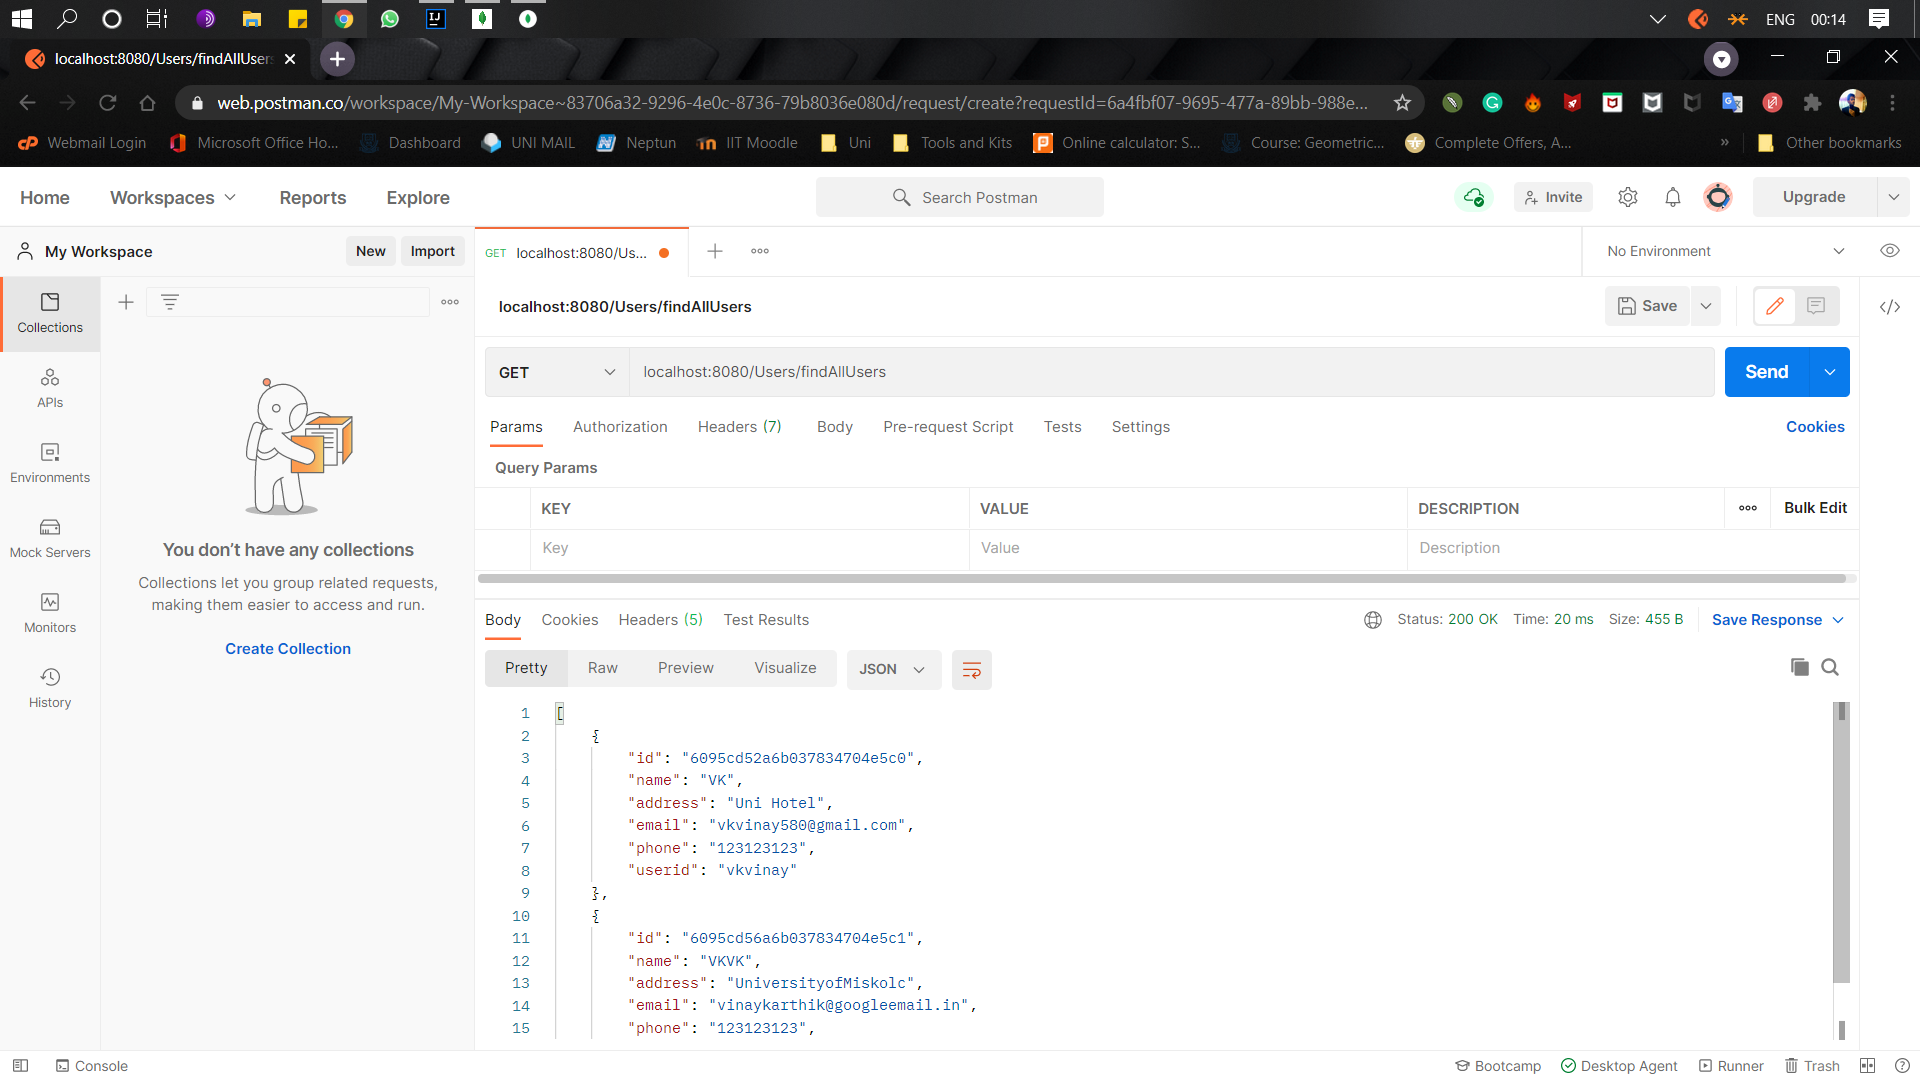 ENG 00:14
localhost:8080/Users/findAllUsers
web.postman.co/workspace/My-Workspace~83706a32-9296-4e0c-8736-79b8036e080d/request/create?requestId=6a4fbf07-9695-477a-89bb-988e...
Webmail Login Microsoft Office Ho... Dashboard UNI MAIL Neptun IIT Moodle Uni Tools and Kits Online calculator: S... Course: Geometric... Complete Offers, A... » Other bookmarks
Home Workspaces Reports Explore Search Postman Invite Upgrade
My Workspace New Import GET localhost:8080/Us... No Environment
Collections
APIs
Environments
Mock Servers
Monitors
History
You don’t have any collections
Collections let you group related requests,
making them easier to access and run.
Create Collection
localhost:8080/Users/findAllUsers Save
GET localhost:8080/Users/findAllUsers Send
Params Authorization Headers (7) Body Pre-request Script Tests Settings Cookies
Query Params
KEY VALUE DESCRIPTION Bulk Edit
Key Value Description
Body Cookies Headers (5) Test Results Status: 200 OK Time: 20 ms Size: 455 B Save Response
Pretty Raw Preview Visualize JSON
1 [
2 {
3 "id": "6095cd52a6b037834704e5c0",
4 "name": "VK",
5 "address": "Uni Hotel",
6 "email": "vkvinay580@gmail.com",
7 "phone": "123123123",
8 "userid": "vkvinay"
9 },
10 {
11 "id": "6095cd56a6b037834704e5c1",
12 "name": "VKVK",
13 "address": "UniversityofMiskolc",
14 "email": "vinaykarthik@googleemail.in",
15 "phone": "123123123",
Console Bootcamp Desktop Agent Runner Trash